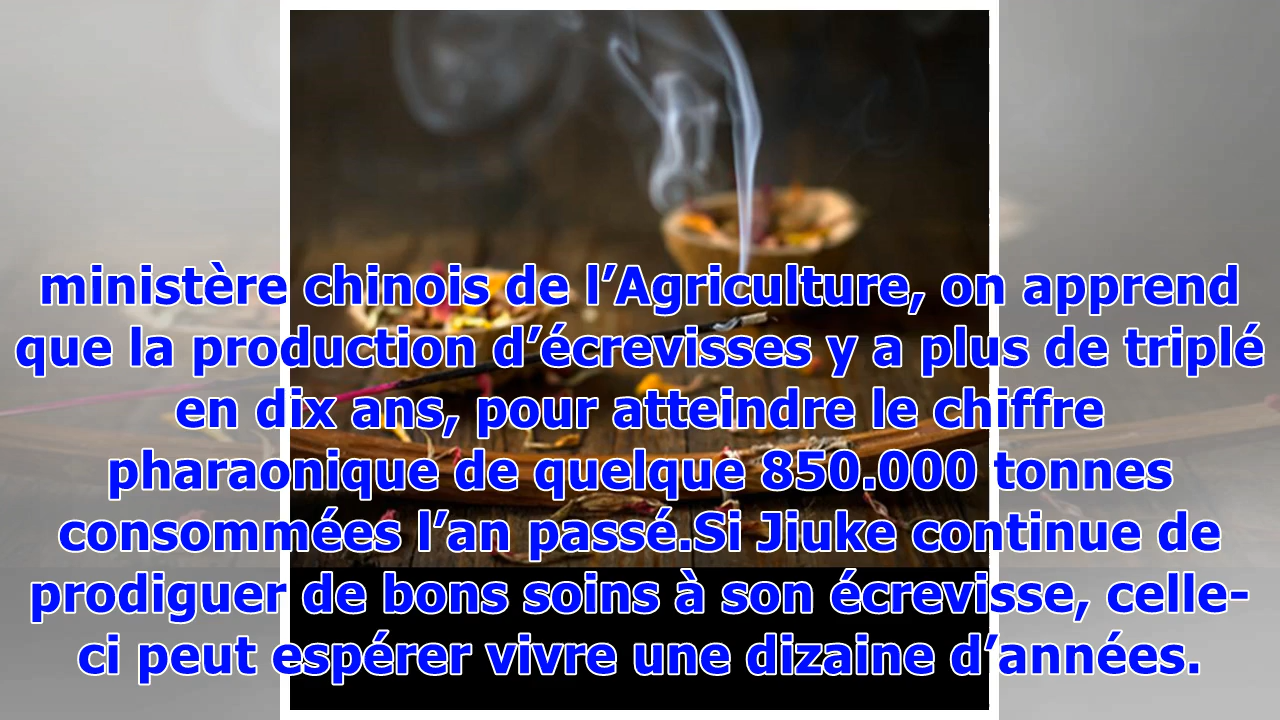 ministère chinois de l’Agriculture, on apprend
que la production d’écrevisses y a plus de triplé
en dix ans, pour atteindre le chiffre
pharaonique de quelque 850.000 tonnes
consommées l’an passé.Si Jiuke continue de
prodiguer de bons soins à son écrevisse, celle-
ci peut espérer vivre une dizaine d’années.